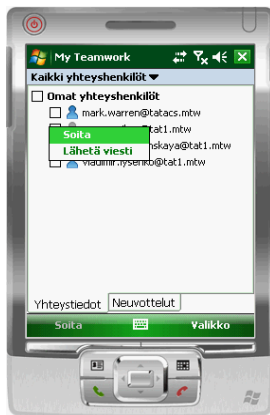 My Teamwork
Kaikki yhteyshenkilöt
Omat yhteyshenkilöt
mark.warren@tatacs.mtw
@tat1.mtw
Soita
nskaya@tat1.mtw
Lähetä viesti
vladimir.lysenko@tat1.mtw
Yhteystiedot Neuvottelut
Soita Valikko